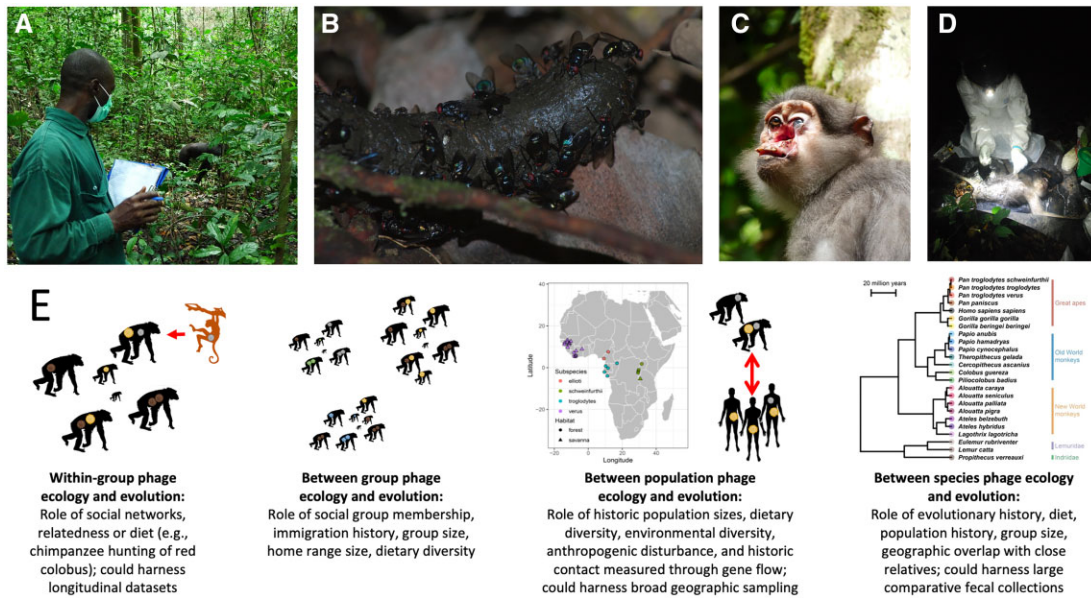 A
B
C
D
E
Within-group phage
ecology and evolution:
Role of social networks,
relatedness or diet (e.g.,
chimpanzee hunting of red
colobus); could harness
longitudinal datasets
Between group phage
ecology and evolution:
Role of social group membership,
immigration history, group size,
home range size, dietary diversity
40
20
0
-20
Latitude
Subspecies
ellioti
schweinfurthii
troglodytes
verus
Habitat
forest
savanna
-20
0
20
40
60
Longitude
Between population phage
ecology and evolution:
Role of historic population sizes, dietary
diversity, environmental diversity,
anthropogenic disturbance, and historic
contact measured through gene flow;
could harness broad geographic sampling
20 million years
Pan troglodytes schweinfurthii
Pan troglodytes troglodytes
Pan troglodytes verus
Pan paniscus
Homo sapiens sapiens
Gorilla gorilla gorilla
Gorilla beringei beringei
Papio anubis
Papio hamadryas
Papio cynocephalus
Theropithecus gelada
Cercopithecus ascanius
Colobus guereza
Piliocolobus badius
Alouatta caraya
Alouatta seniculus
Alouatta palliata
Alouatta pigra
Ateles belzebuth
Ateles hybridus
Lagothrix lagotricha
Eulemur rubriventer
Lemur catta
Propithecus verreauxi
Great apes
Old World
monkeys
New World
monkeys
Lemuridae
Indriidae
Between species phage ecology
and evolution:
Role of evolutionary history, diet,
population history, group size,
geographic overlap with close
relatives; could harness large
comparative fecal collections